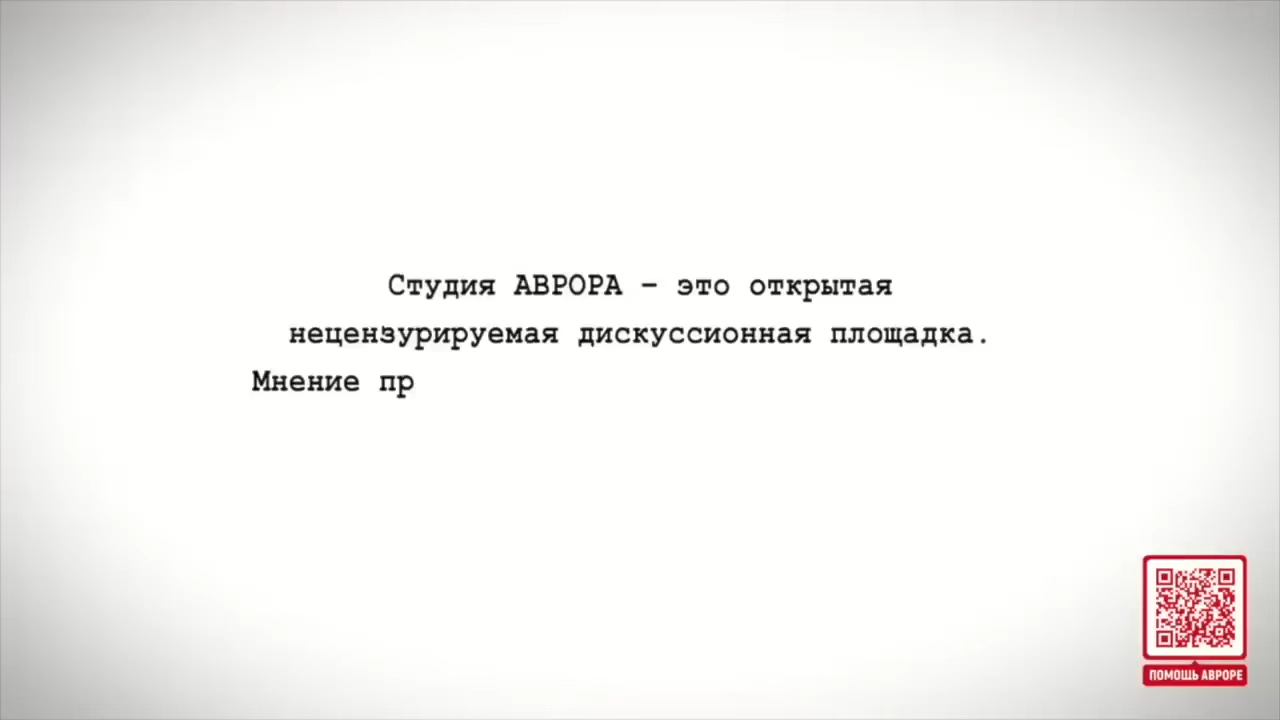 Студия АВРОРА – это открытая
нецензурируемая дискуссионная площадка.
Мнение пр
ПОМОЩЬ АВРОРЕ